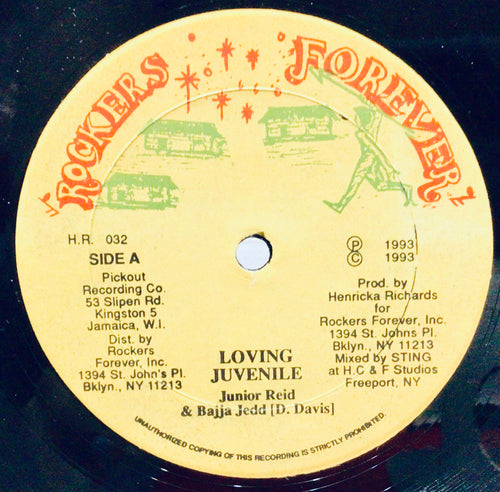 ROCKERS FOREVER
H.R. 032
SIDE A
Pickout
Recording Co.
53 Slipen Rd.
Kingston 5
Jamaica, W.I.
Dist. by
Rockers
Forever, Inc.
1394 St. John's Pl.
Bklyn., NY 11213
Ⓟ 1993
© 1993
Prod. by
Henricka Richards
for
Rockers Forever, Inc.
1394 St. Johns Pl.
Bklyn., NY 11213
Mixed by STING
at H.C & F Studios
Freeport, NY
LOVING
JUVENILE
Junior Reid
& Bajja Jedd [D. Davis]
UNAUTHORIZED COPYING OF THIS RECORDING IS STRICTLY PROHIBITED.